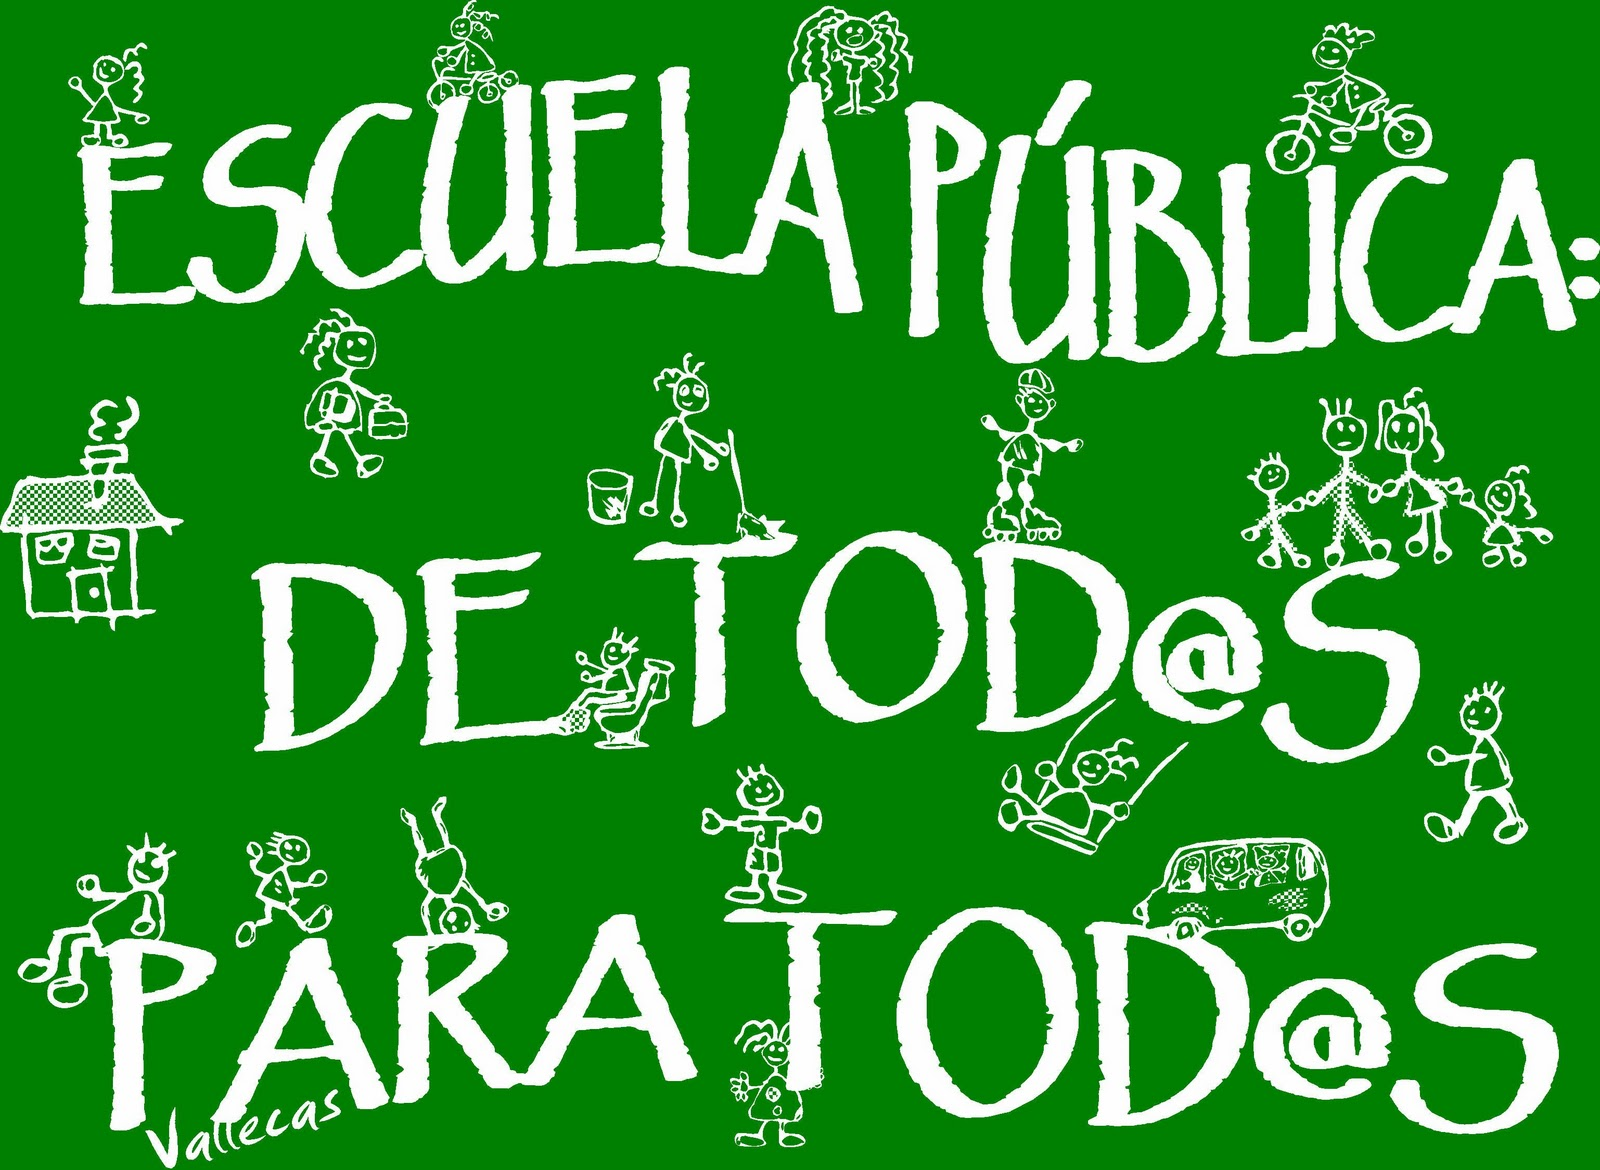 ESCUELA PÚBLICA:
DE TOD@S
PARA TOD@S
Vallecas